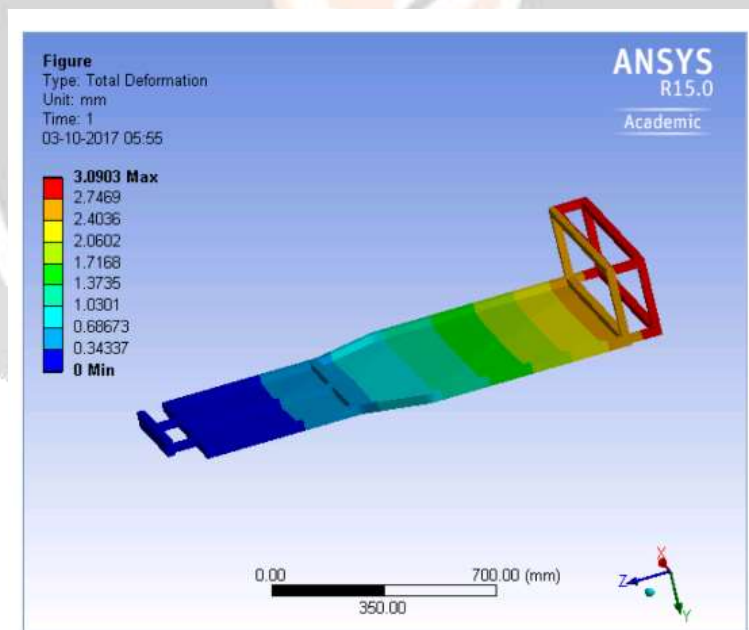 Figure
Type: Total Deformation
Unit: mm
Time: 1
03-10-2017 05:55
ANSYS
R15.0
Academic
3.0903 Max
2.7469
2.4036
2.0602
1.7168
1.3735
1.0301
0.68673
0.34337
0 Min
0.00 700.00 (mm)
350.00
X
Z
Y